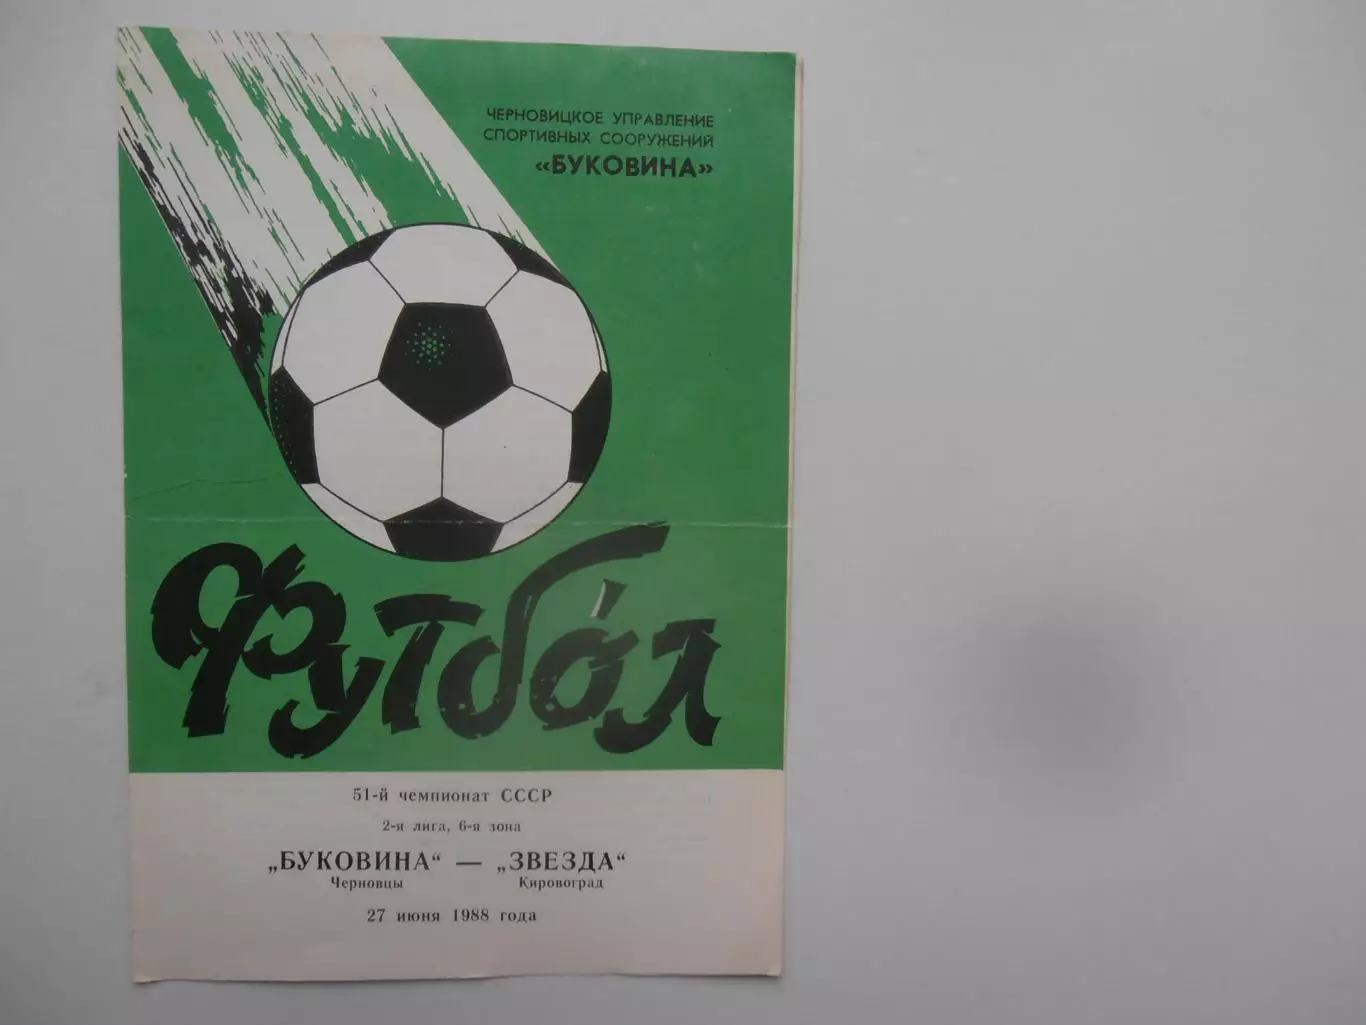 ЧЕРНОВИЦКОЕ УПРАВЛЕНИЕ
СПОРТИВНЫХ СООРУЖЕНИЙ
«БУКОВИНА»
Футбол
51-й чемпионат СССР
2-я лига, 6-я зона
„БУКОВИНА“ — „ЗВЕЗДА“
Черновцы Кировоград
27 июня 1988 года